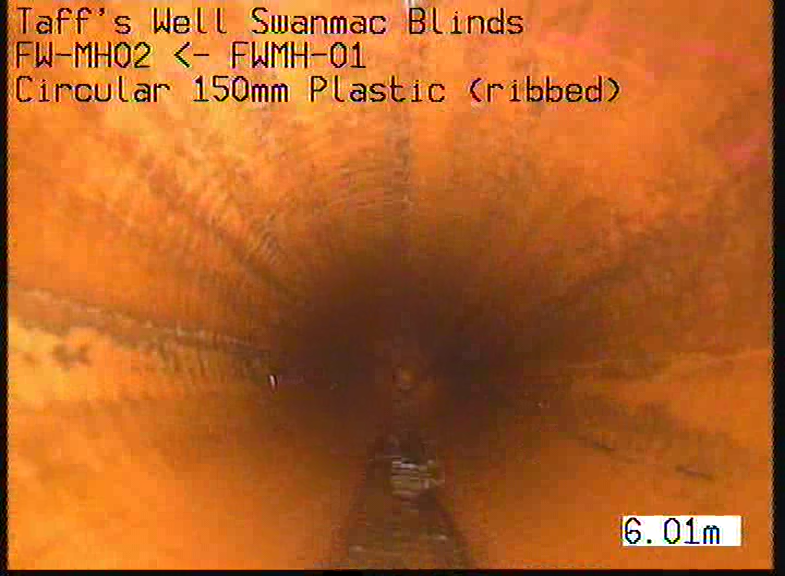 Taff's Well Swanmac Blinds
FW-MH02 <- FWMH-01
Circular 150mm Plastic (ribbed)
6.01m